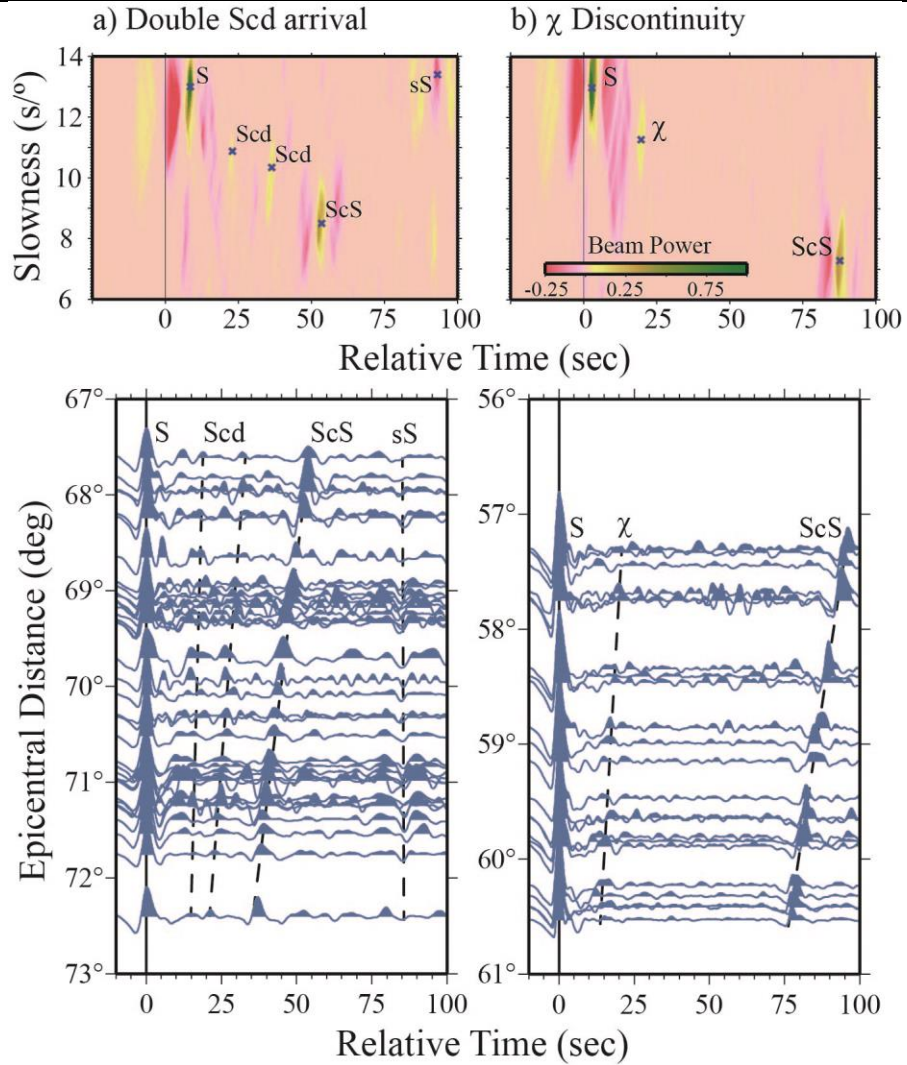 a) Double Scd arrival
b) χ Discontinuity
Slowness (s/º)
14
12
10
8
6
S
Scd
Scd
ScS
sS
0 25 50 75 100
S
χ
ScS
Beam Power
-0.25 0.25 0.75
0 25 50 75 100
Relative Time (sec)
Epicentral Distance (deg)
67°
68°
69°
70°
71°
72°
73°
S Scd ScS sS
0 25 50 75 100
56°
57°
58°
59°
60°
61°
S χ ScS
0 25 50 75 100
Relative Time (sec)